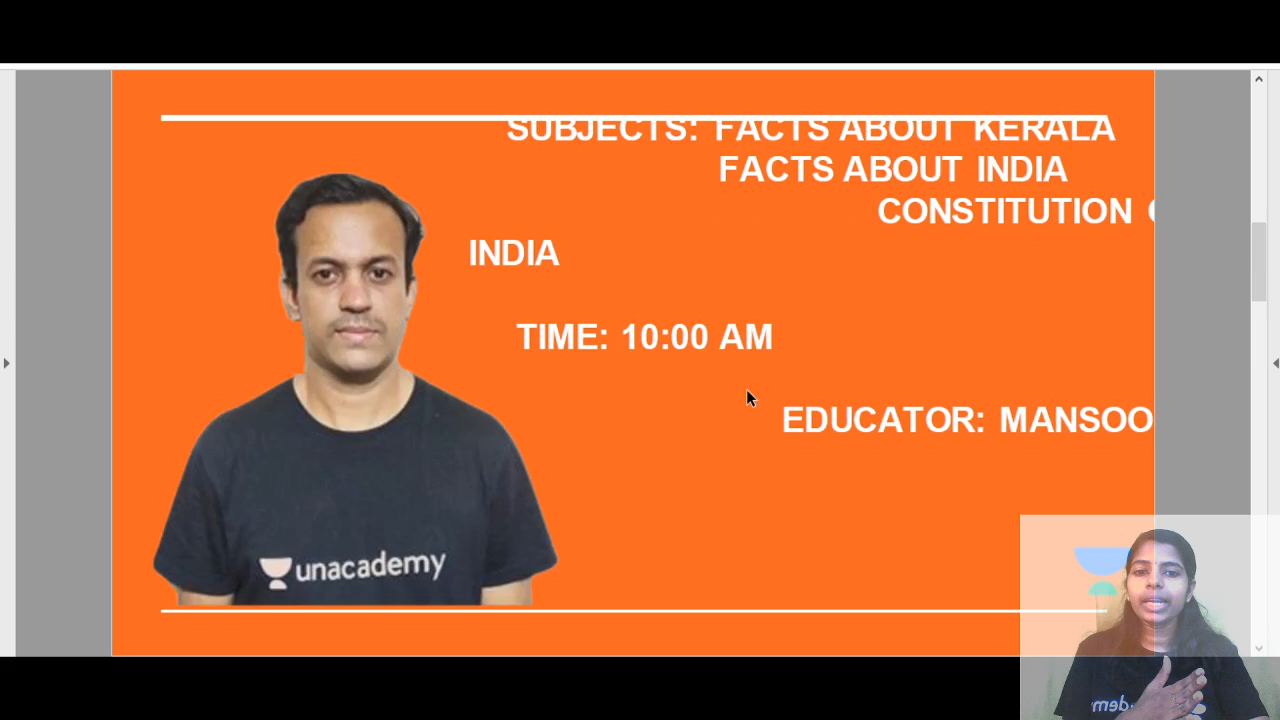 SUBJECTS: FACTS ABOUT KERALA
FACTS ABOUT INDIA
CONSTITUTION
INDIA
TIME: 10:00 AM
EDUCATOR: MANSOO
unacademy